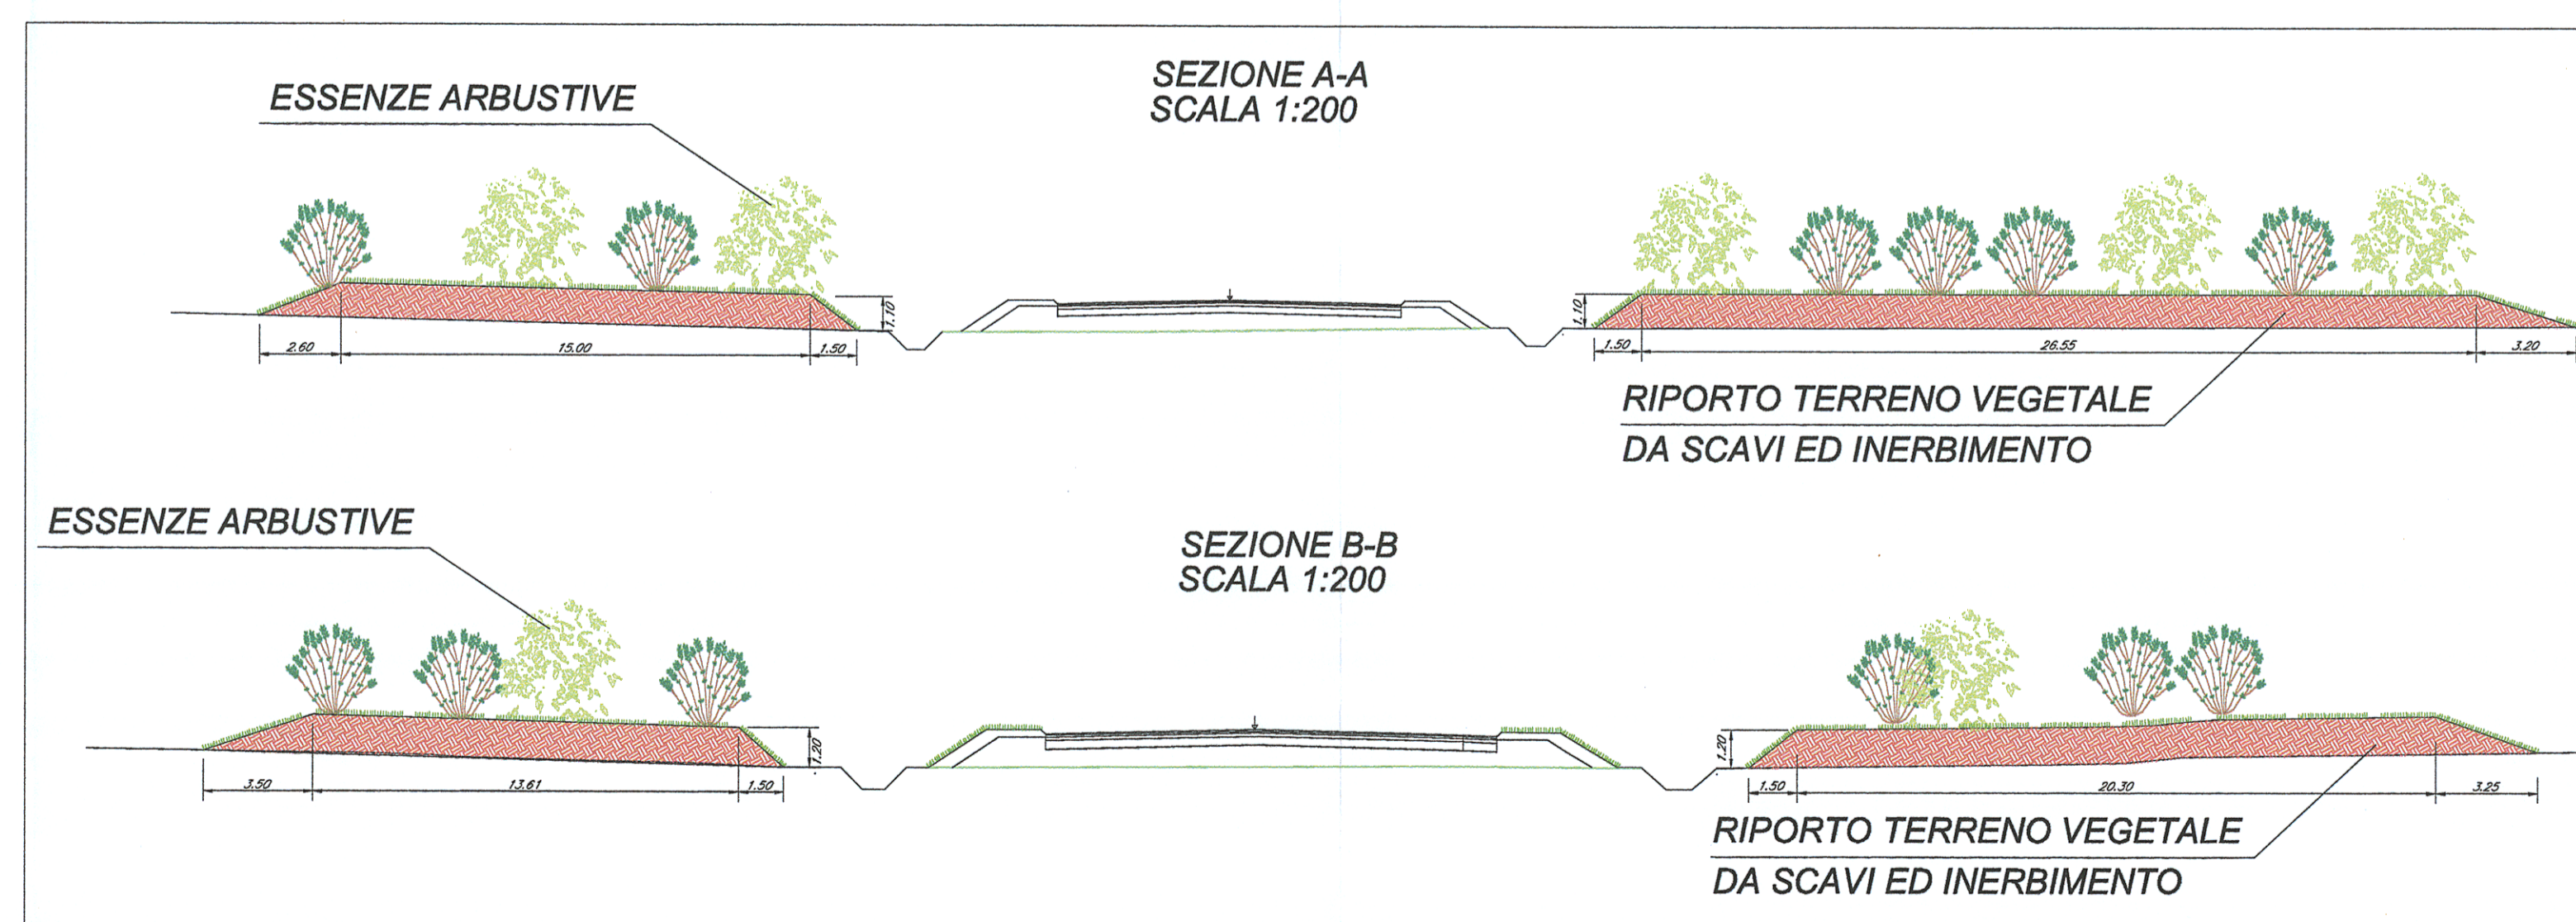 SEZIONE A-A
SCALA 1:200
ESSENZE ARBUSTIVE
1.10
1.10
2.60 15.00 1.50
1.50 26.55 3.20
RIPORTO TERRENO VEGETALE
DA SCAVI ED INERBIMENTO
ESSENZE ARBUSTIVE
SEZIONE B-B
SCALA 1:200
1.20
1.20
3.50 13.61 1.50
1.50 20.30 3.25
RIPORTO TERRENO VEGETALE
DA SCAVI ED INERBIMENTO